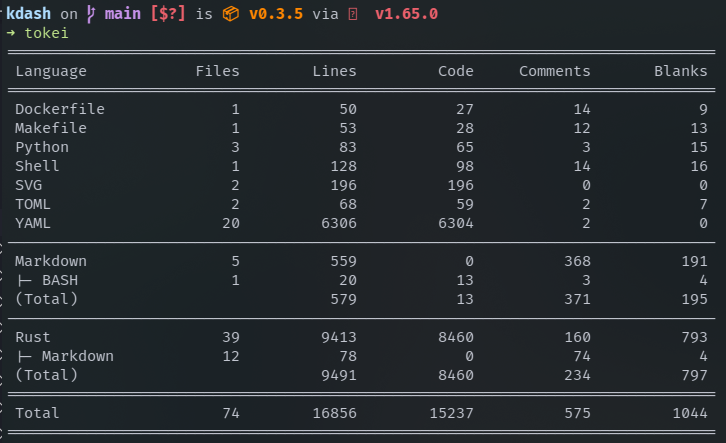 kdash on main [$?] is 📦 v0.3.5 via v1.65.0
→ tokei
Language Files Lines Code Comments Blanks
Dockerfile 1 50 27 14 9
Makefile 1 53 28 12 13
Python 3 83 65 3 15
Shell 1 128 98 14 16
SVG 2 196 196 0 0
TOML 2 68 59 2 7
YAML 20 6306 6304 2 0
Markdown 5 559 0 368 191
|- BASH 1 20 13 3 4
(Total) 579 13 371 195
Rust 39 9413 8460 160 793
|- Markdown 12 78 0 74 4
(Total) 9491 8460 234 797
Total 74 16856 15237 575 1044